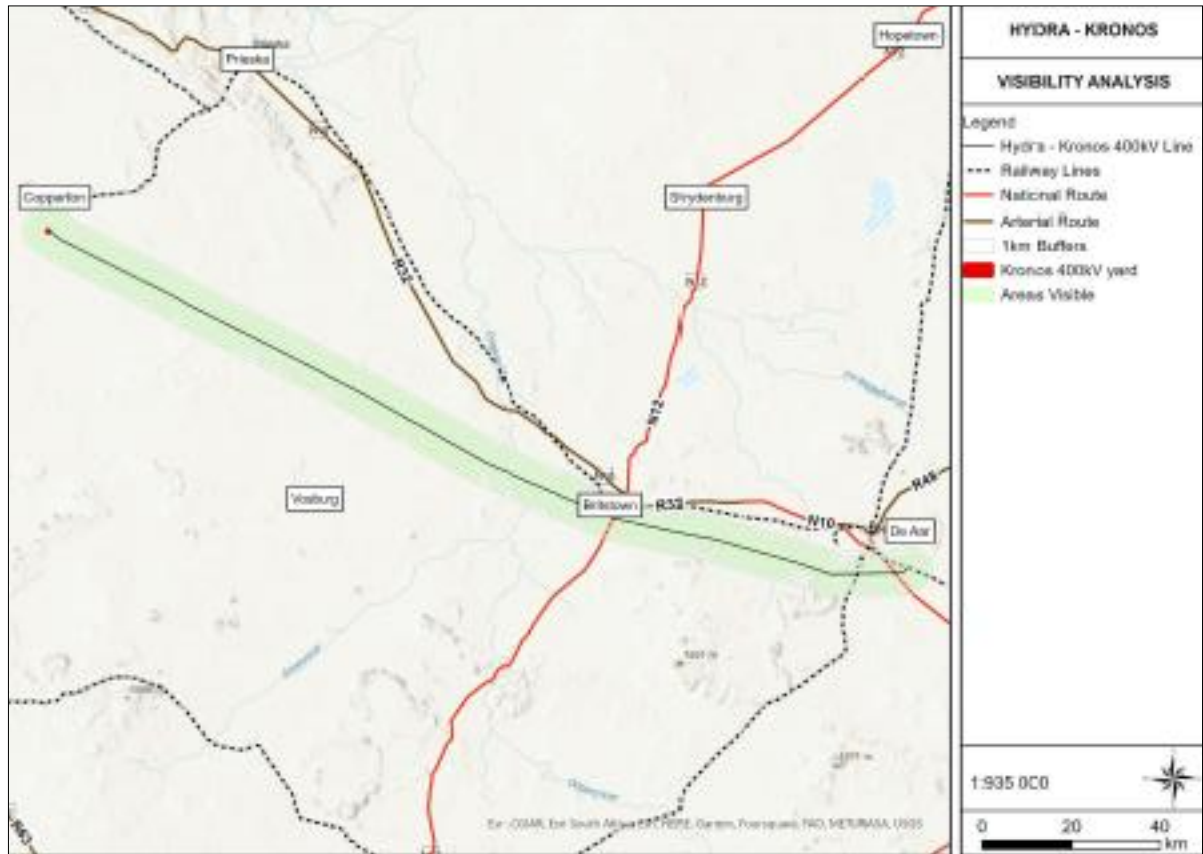 HYDRA - KRONOS
VISIBILITY ANALYSIS
Legend
Hydra - Kronos 400kV Line
Railway Lines
National Route
Arterial Route
1km Buffers
Kronos 400kV yard
Areas Visible
Prieska
Hopetown
Copperton
Strydenburg
R32
N12
Vosburg
Britstown
R32
N10
R48
De Aar
R63
1:935 000
0 20 40
km